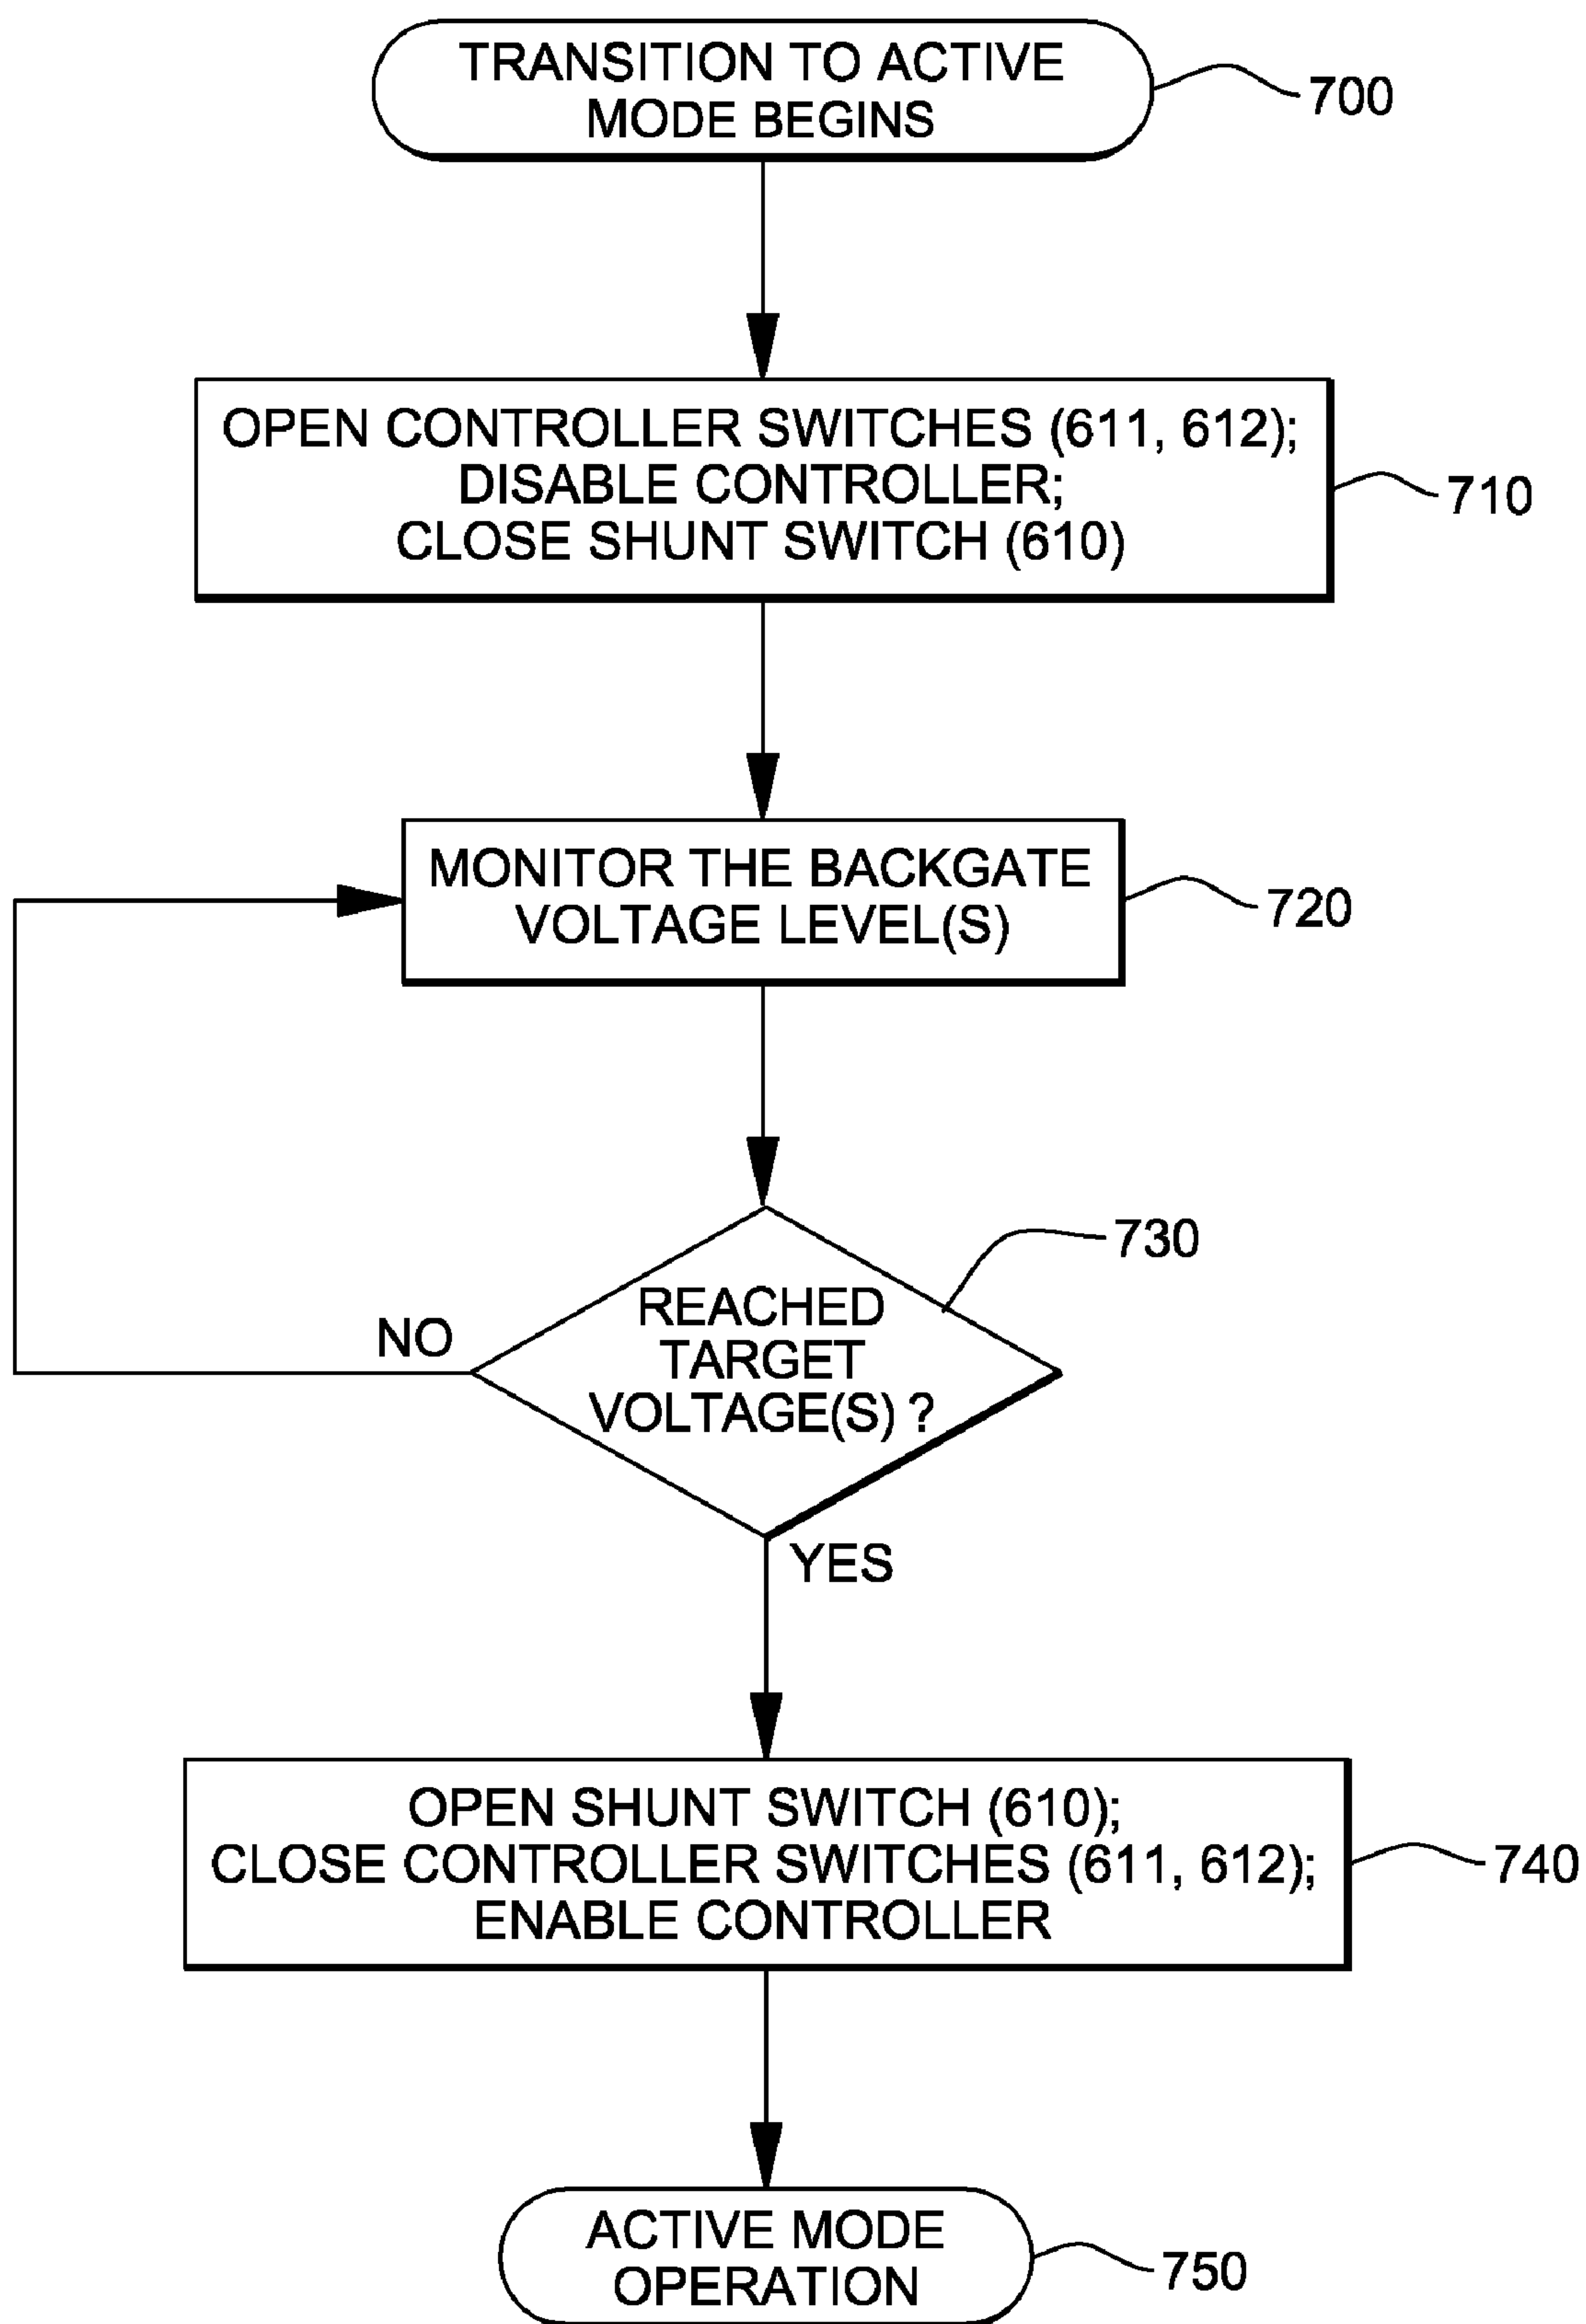 TRANSITION TO ACTIVE
MODE BEGINS
700
OPEN CONTROLLER SWITCHES (611, 612);
DISABLE CONTROLLER;
CLOSE SHUNT SWITCH (610)
710
MONITOR THE BACKGATE
VOLTAGE LEVEL(S)
720
730
REACHED
TARGET
VOLTAGE(S) ?
NO
YES
OPEN SHUNT SWITCH (610);
CLOSE CONTROLLER SWITCHES (611, 612);
ENABLE CONTROLLER
740
ACTIVE MODE
OPERATION
750